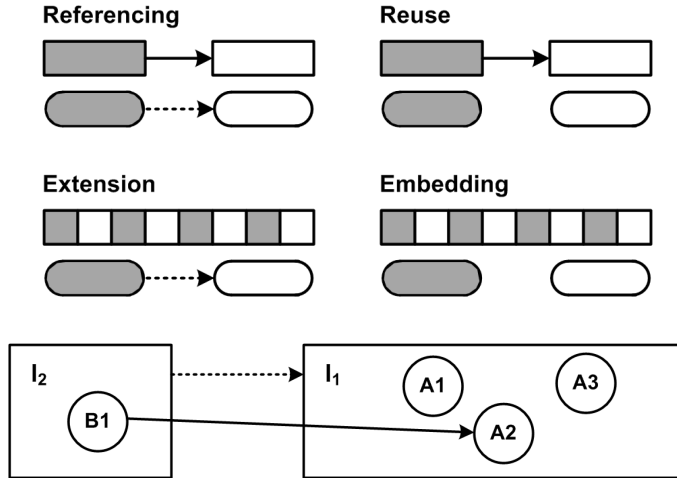 Referencing
Reuse
Extension
Embedding
I₂
I₁
A1
A3
B1
A2